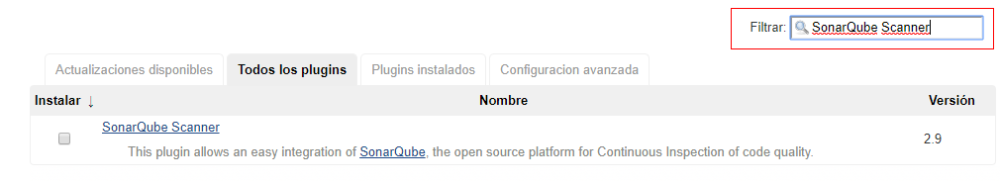 Filtrar: SonarQube Scanner
Actualizaciones disponibles Todos los plugins Plugins instalados Configuracion avanzada
Instalar ↓ Nombre Versión
SonarQube Scanner
2.9
This plugin allows an easy integration of SonarQube, the open source platform for Continuous Inspection of code quality.